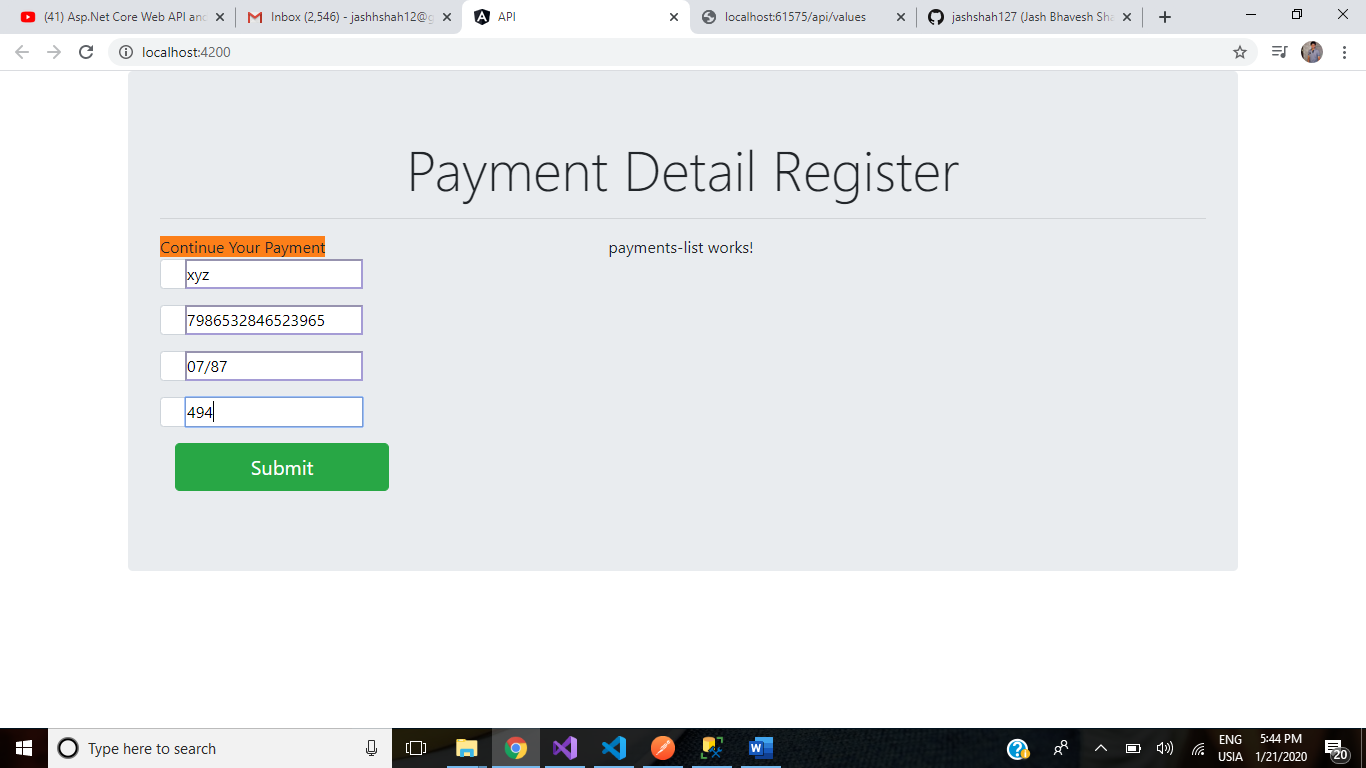 (41) Asp.Net Core Web API and
Inbox (2,546) - jashhshah12@g
API
localhost:61575/api/values
jashshah127 (Jash Bhavesh Sha
localhost:4200
Payment Detail Register
Continue Your Payment
payments-list works!
xyz
7986532846523965
07/87
494
Submit
Type here to search
ENG
USIA
5:44 PM
1/21/2020
20